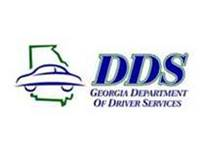 DDS
GEORGIA DEPARTMENT
OF DRIVER SERVICES